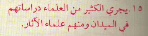 ١٥. يجري الكثير من العلماء دراساتهم
في الميدان ومنهم علماء الآثار.